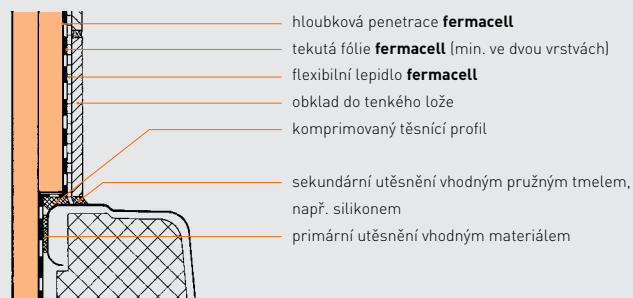 hloubková penetrace fermacell
tekutá fólie fermacell (min. ve dvou vrstvách)
flexibilní lepidlo fermacell
obklad do tenkého lože
komprimovaný těsnící profil
sekundární utěsnění vhodným pružným tmelem,
např. silikonem
primární utěsnění vhodným materiálem